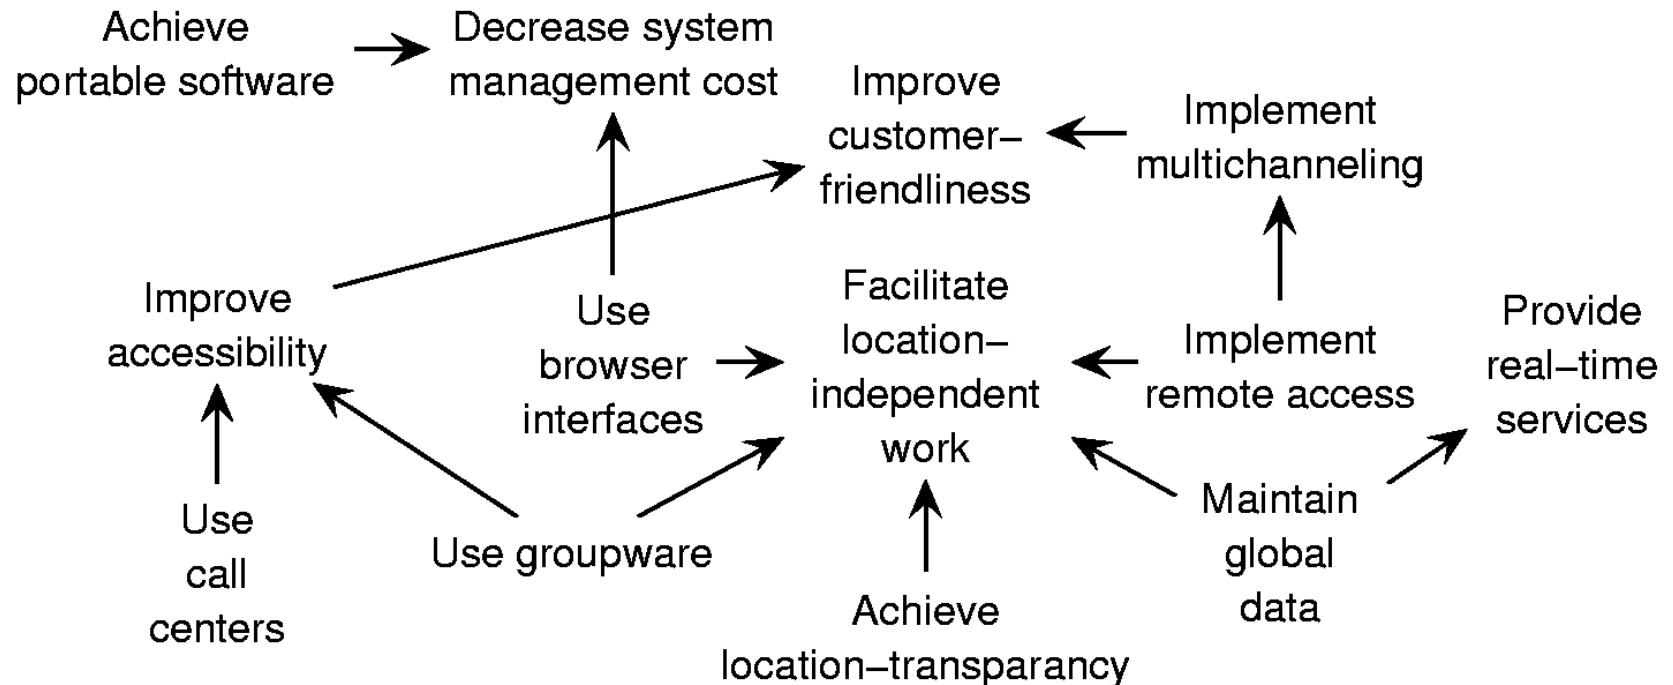 Achieve
portable software
Decrease system
management cost
Improve
customer–
friendliness
Implement
multichanneling
Improve
accessibility
Use
browser
interfaces
Facilitate
location–
independent
work
Implement
remote access
Provide
real–time
services
Use
call
centers
Use groupware
Achieve
location–transparancy
Maintain
global
data